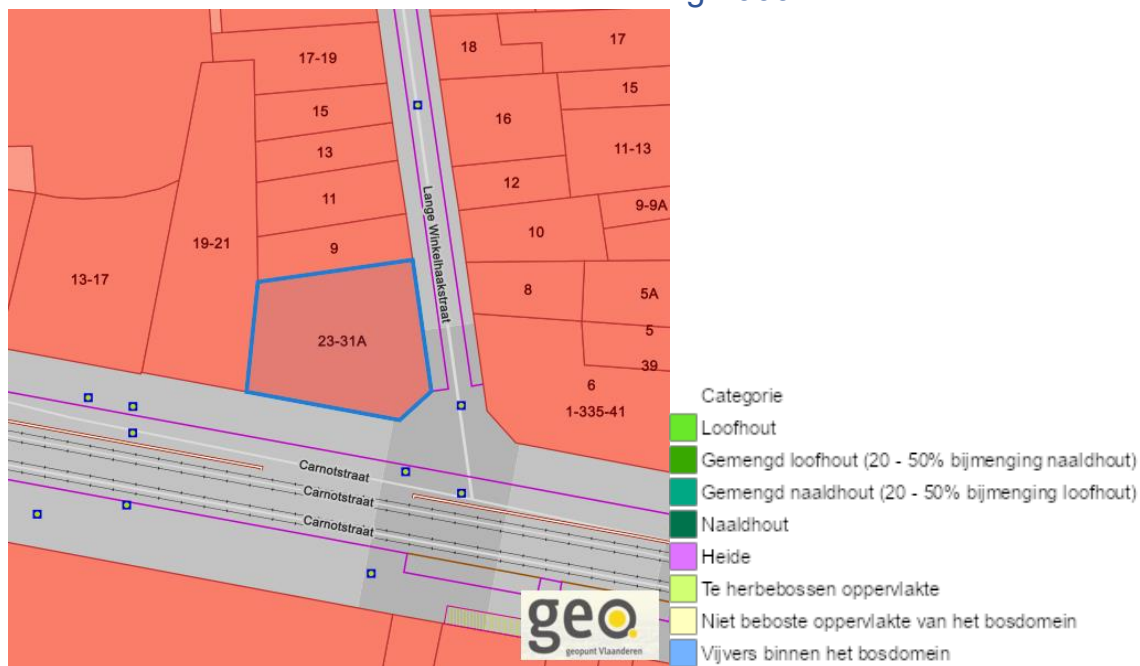 17-19
18
17
15
15
16
13
11-13
12
11
9-9A
Lange Winkelhaakstraat
10
19-21
9
13-17
8
5A
23-31A
5
39
6
1-335-41
Carnotstraat
Carnotstraat
Carnotstraat
geo
geopunt Vlaanderen
Categorie
Loofhout
Gemengd loofhout (20 - 50% bijmenging naaldhout)
Gemengd naaldhout (20 - 50% bijmenging loofhout)
Naaldhout
Heide
Te herbebossen oppervlakte
Niet beboste oppervlakte van het bosdomein
Vijvers binnen het bosdomein